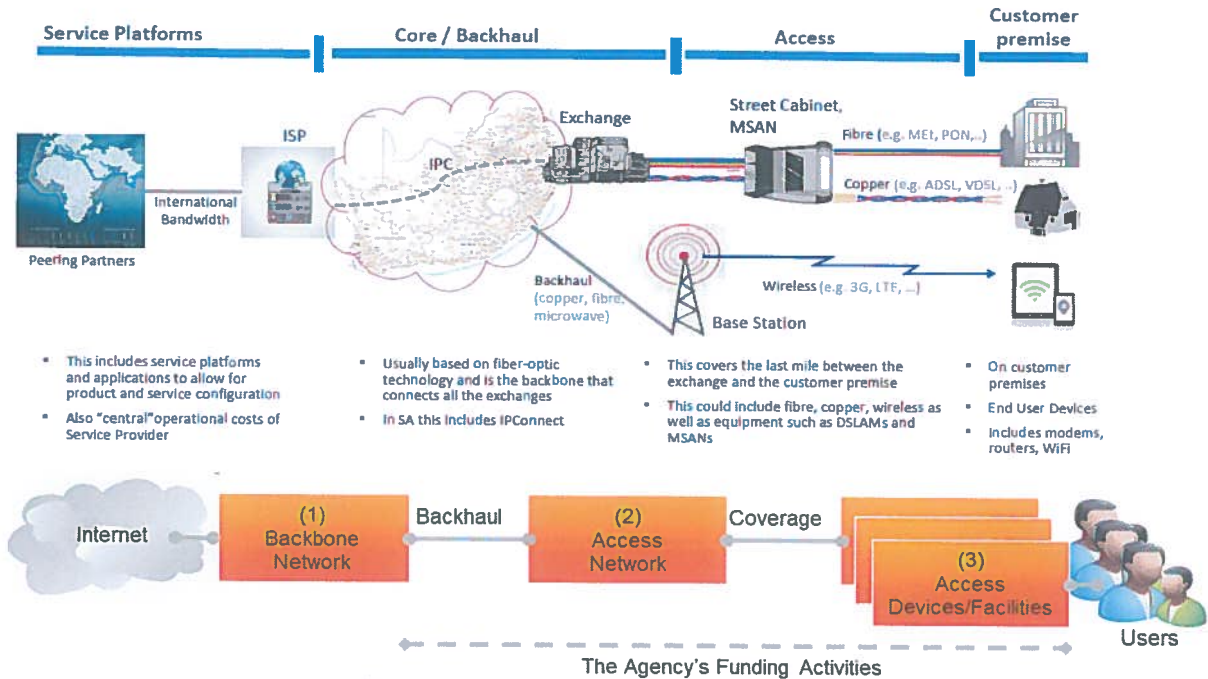 Service Platforms
Core / Backhaul
Access
Customer
premise
ISP
IPC
Exchange
Street Cabinet,
MSAN
Fibre (e.g. MEt, PON,..)
Copper (e.g. ADSL, VDSL, ..)
International
Bandwidth
Peering Partners
Backhaul
(copper, fibre,
microwave)
Base Station
Wireless (e.g. 3G, LTF, ...)
▪ This includes service platforms
and applications to allow for
product and service configuration
▪ Also "central"operational costs of
Service Provider
▪ Usually based on fiber-optic
technology and is the backbone that
connects all the exchanges
▪ In SA this includes IPConnect
▪ This covers the last mile between the
exchange and the customer premise
▪ This could include fibre, copper, wireless as
well as equipment such as DSLAMs and
MSANs
▪ On customer
premises
▪ End User Devices
▪ Includes modems,
routers, WiFi
Internet
(1)
Backbone
Network
Backhaul
(2)
Access
Network
Coverage
(3)
Access
Devices/Facilities
Users
The Agency's Funding Activities